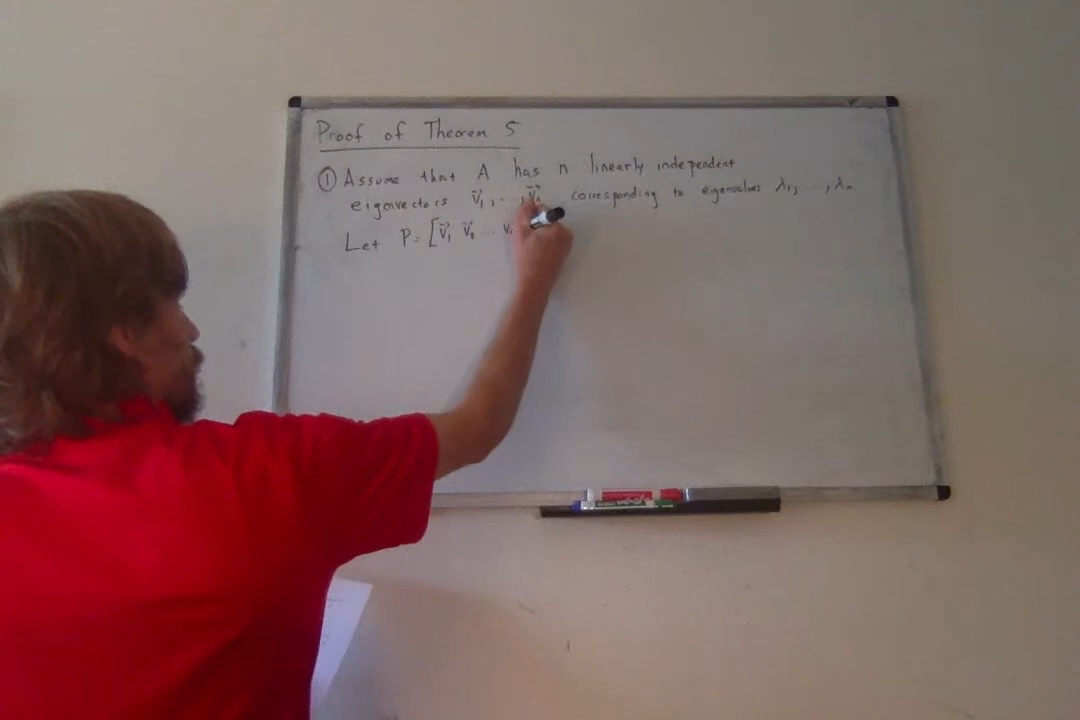 Proof of Theorem 5
① Assume that A has n linearly independent
eigenvectors v⃗₁, ..., v⃗ₙ corresponding to eigenvalues λ₁, ..., λₙ
Let P = [v⃗₁ v⃗₂ ... v